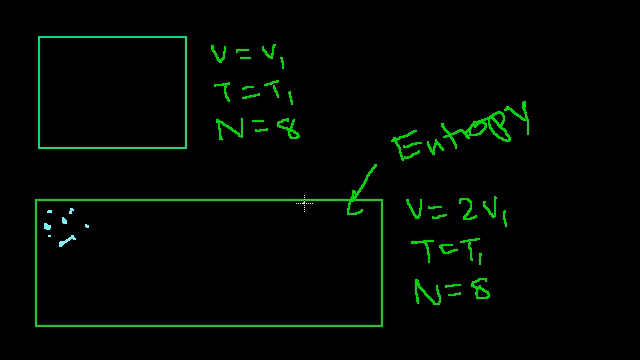 V = V₁
T = T₁
N = 8
Entropy
V = 2V₁
T = T₁
N = 8